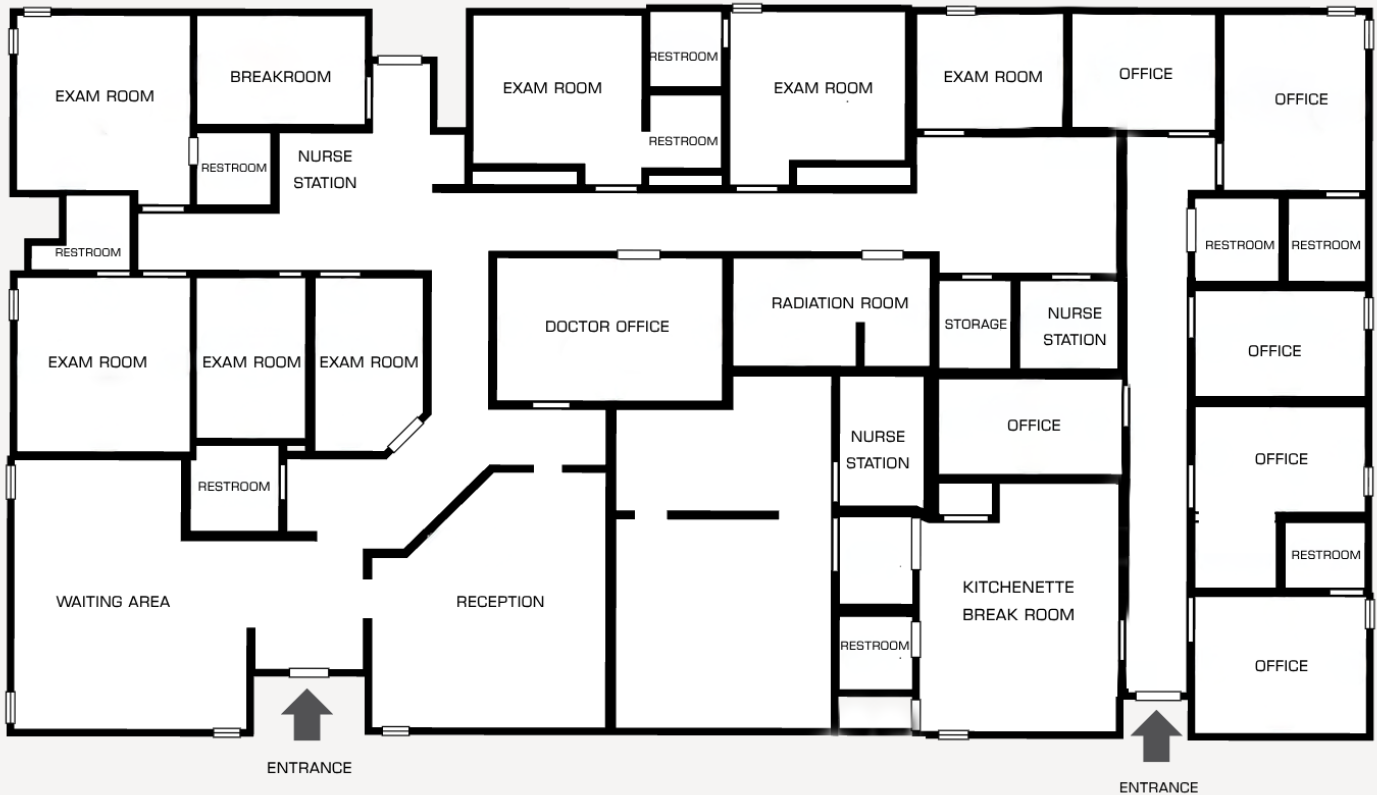 EXAM ROOM
BREAKROOM
RESTROOM
NURSE
STATION
EXAM ROOM
RESTROOM
RESTROOM
EXAM ROOM
EXAM ROOM
OFFICE
OFFICE
RESTROOM
RESTROOM
RESTROOM
EXAM ROOM
EXAM ROOM
EXAM ROOM
DOCTOR OFFICE
RADIATION ROOM
STORAGE
NURSE
STATION
OFFICE
RESTROOM
NURSE
STATION
OFFICE
OFFICE
RESTROOM
WAITING AREA
RECEPTION
RESTROOM
KITCHENETTE
BREAK ROOM
OFFICE
ENTRANCE
ENTRANCE